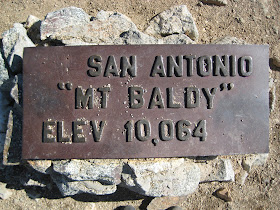 SAN ANTONIO
"MT BALDY"
ELEV 10,064